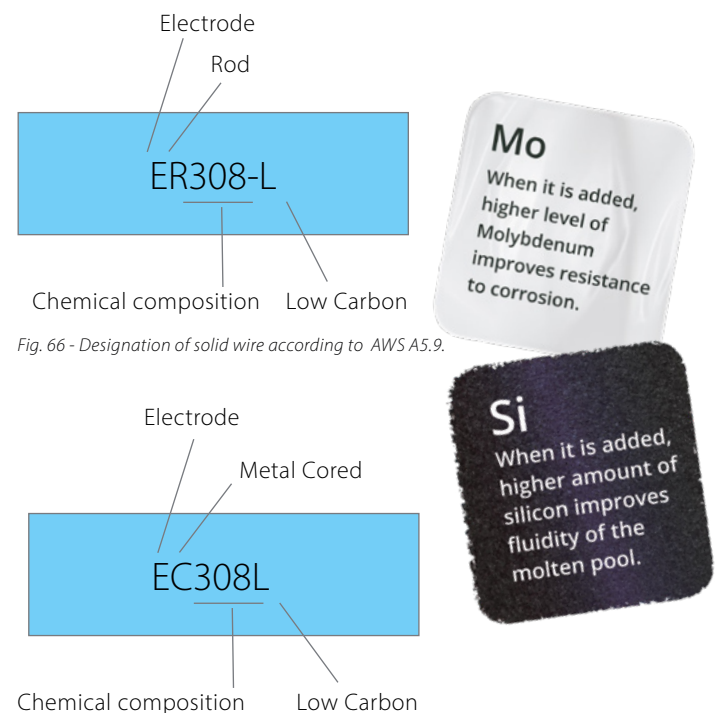 Electrode
Rod
ER308-L
Chemical composition
Low Carbon
Fig. 66 - Designation of solid wire according to AWS A5.9.
Mo
When it is added,
higher level of
Molybdenum
improves resistance
to corrosion.
Si
When it is added,
higher amount of
silicon improves
fluidity of the
molten pool.
Electrode
Metal Cored
EC308L
Chemical composition
Low Carbon